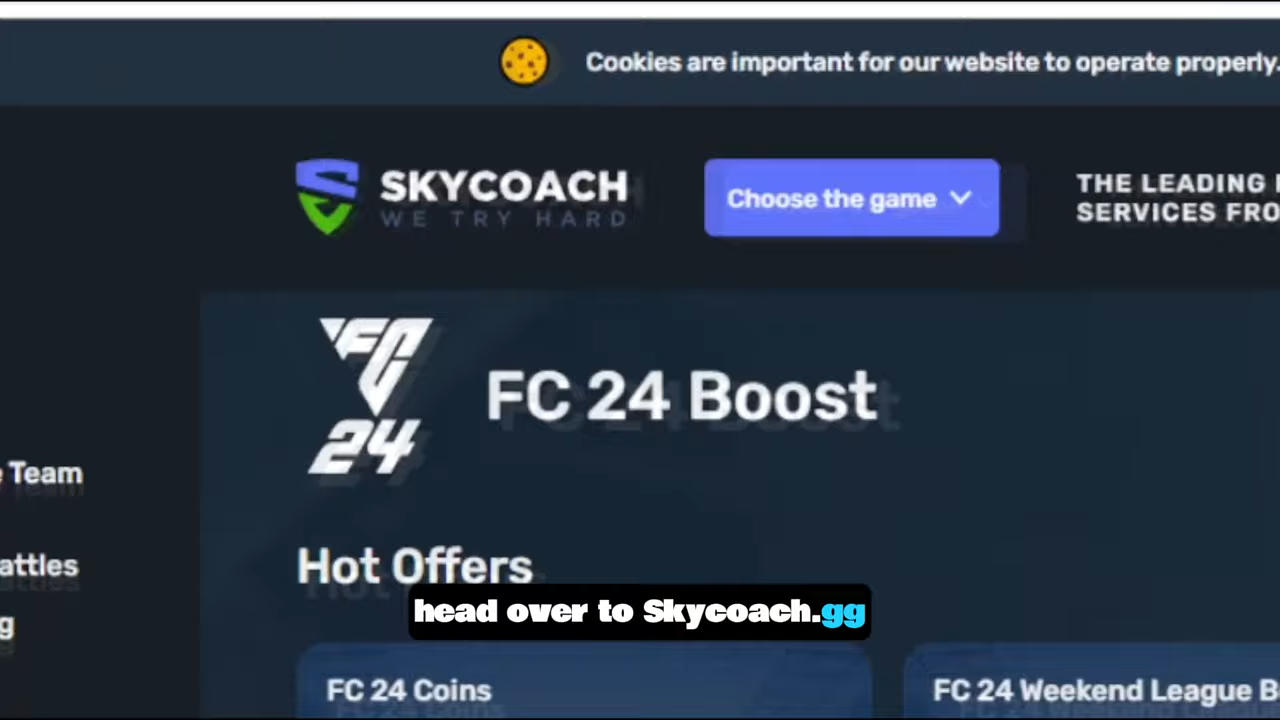 Cookies are important for our website to operate properly.
SKYCOACH
WE TRY HARD
Choose the game
THE LEADING
SERVICES FRO
FC
24
FC 24 Boost
Team
attles
g
Hot Offers
head over to Skycoach.gg
FC 24 Coins
FC 24 Weekend League B